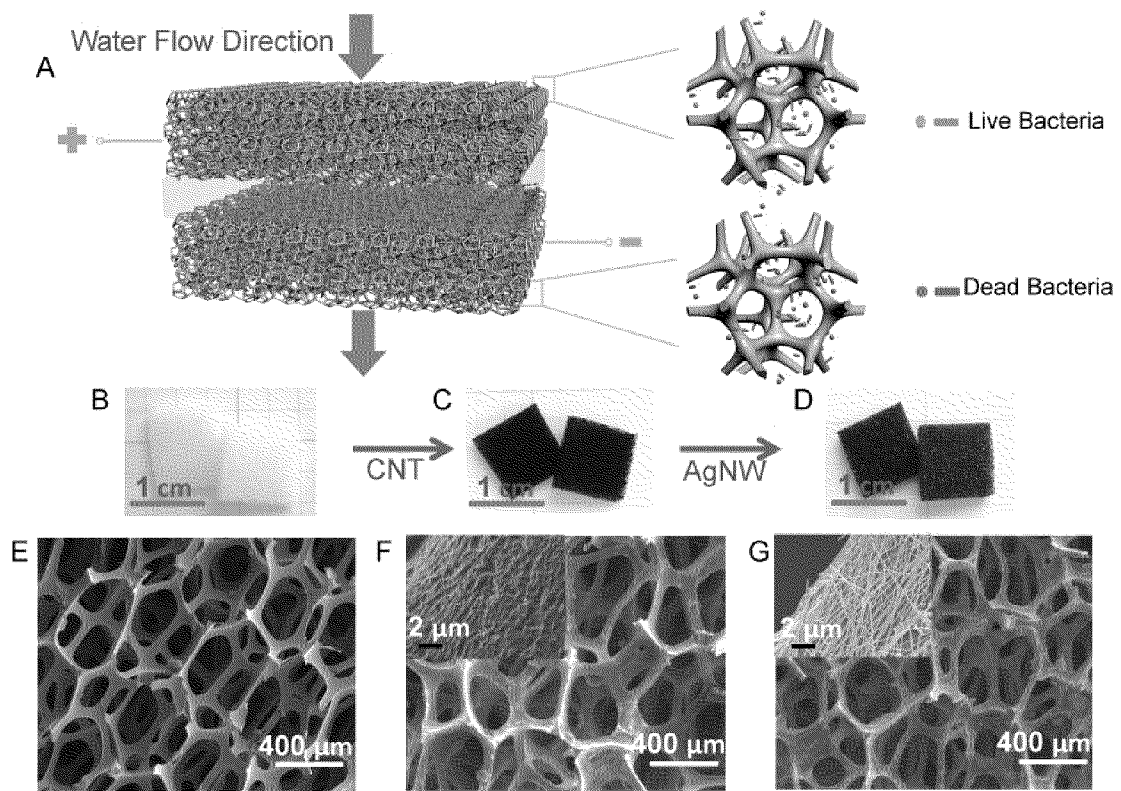 Water Flow Direction
A
Live Bacteria
Dead Bacteria
B
C
D
1 cm
CNT
1 cm
AgNW
1 cm
E
F
G
2 µm
2 µm
400 µm
400 µm
400 µm